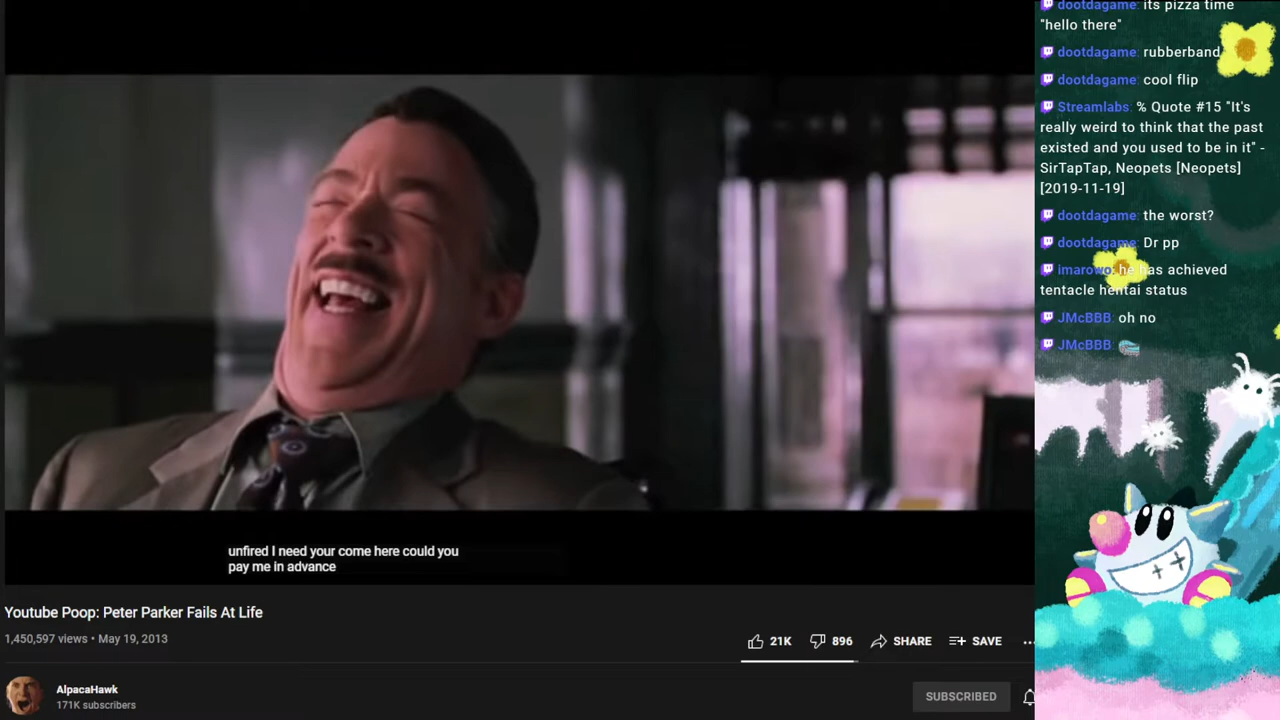 unfired I need your come here could you
pay me in advance
Youtube Poop: Peter Parker Fails At Life
1,450,597 views • May 19, 2013
21K
896
SHARE
SAVE
AlpacaHawk
171K subscribers
SUBSCRIBED
dootdagame: its pizza time
"hello there"
dootdagame: rubberband
dootdagame: cool flip
Streamlabs: % Quote #15 "It's
really weird to think that the past
existed and you used to be in it" -
SirTapTap, Neopets [Neopets]
[2019-11-19]
dootdagame: the worst?
dootdagame: Dr pp
imarowo: he has achieved
tentacle hentai status
JMcBBB: oh no
JMcBBB: